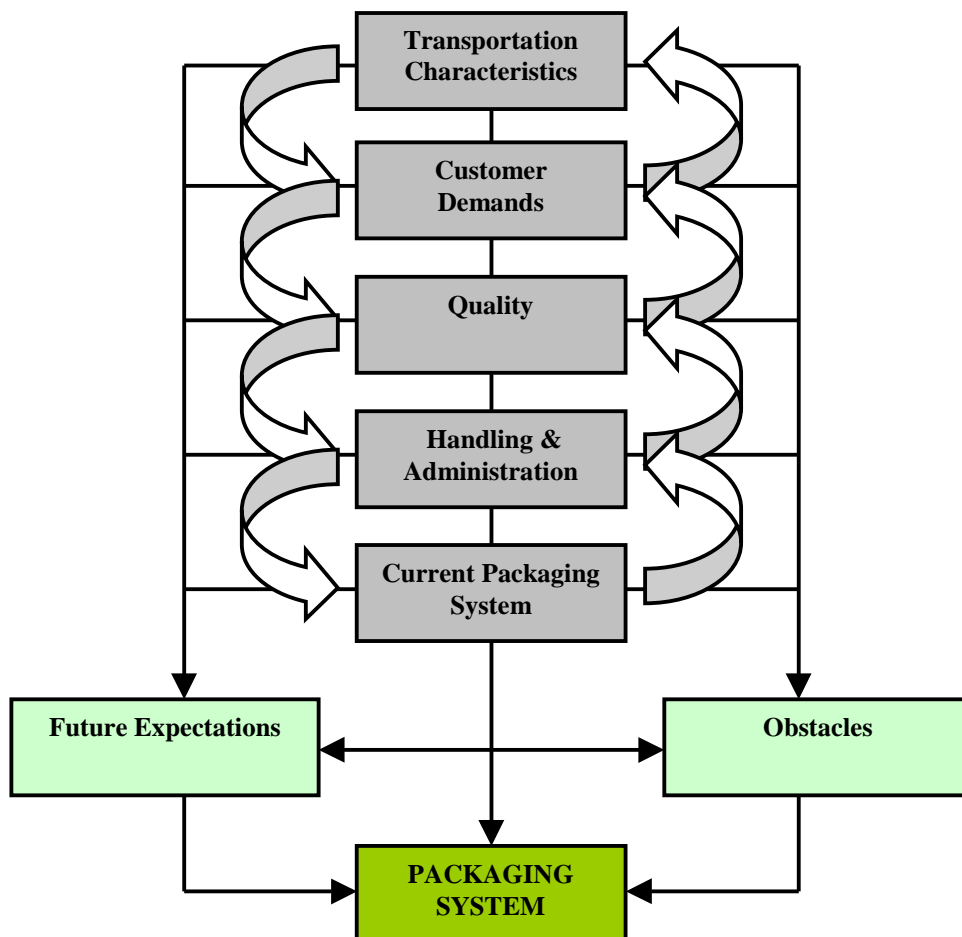 Transportation
Characteristics
Customer
Demands
Quality
Handling &
Administration
Current Packaging
System
Future Expectations
Obstacles
PACKAGING
SYSTEM